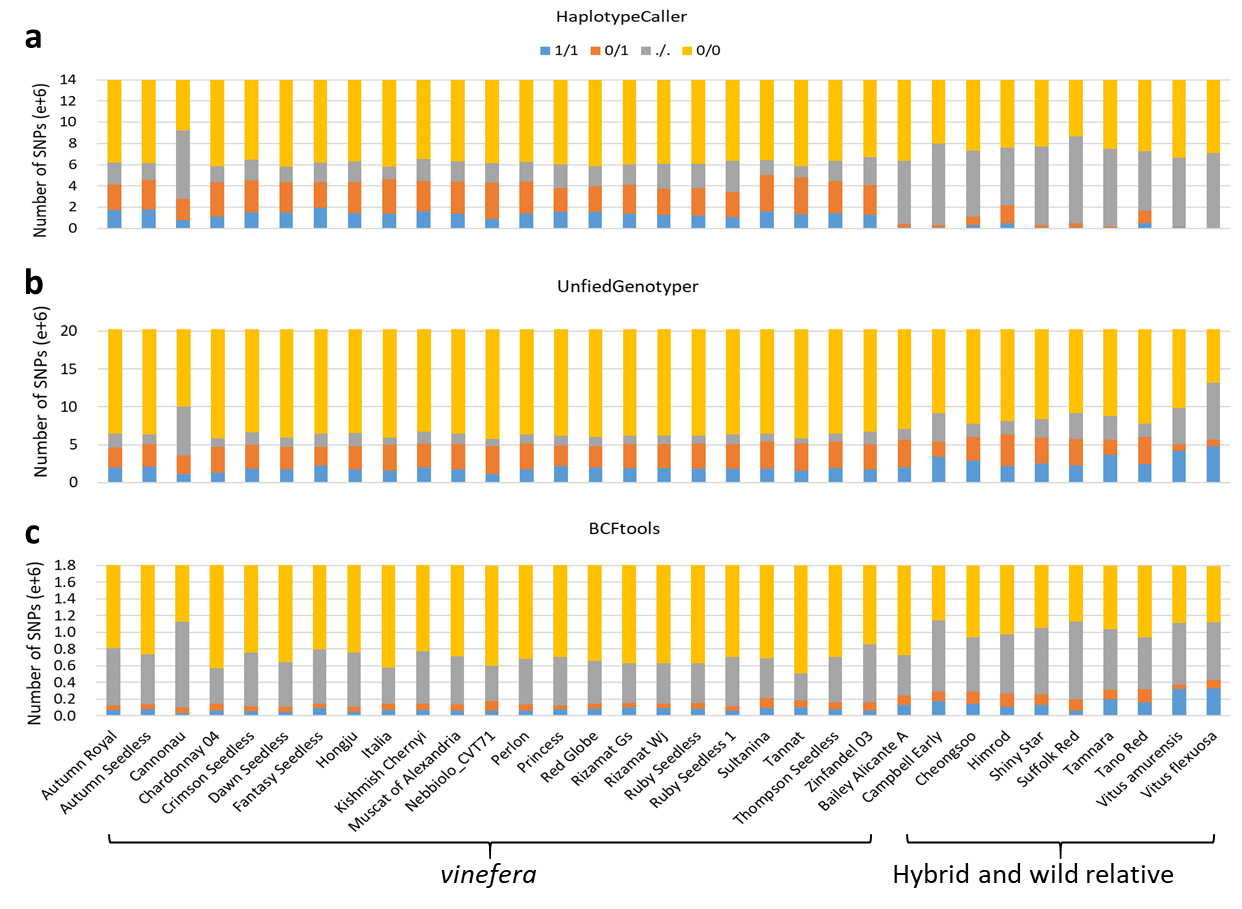 HaplotypeCaller
a
1/1 0/1 ./. 0/0
Number of SNPs (e+6)
14
12
10
8
6
4
2
0
b
UnfiedGenotyper
Number of SNPs (e+6)
20
15
10
5
0
c
BCFtools
Number of SNPs (e+6)
1.8
1.6
1.4
1.2
1.0
0.8
0.6
0.4
0.2
0.0
Autumn Royal
Autumn Seedless
Cannonau
Chardonnay 04
Crimson Seedless
Dawn Seedless
Fantasy Seedless
Hongju
Italia
Kishmish Chernyi
Muscat of Alexandria
Nebbiolo_CVT71
Perlon
Princess
Red Globe
Rizamat Gs
Rizamat Wj
Ruby Seedless
Ruby Seedless 1
Sultanina
Tannat
Thompson Seedless
Zinfandel 03
Bailey Alicante A
Campbell Early
Cheongsoo
Himrod
Shiny Star
Suffolk Red
Tamnara
Tano Red
Vitus amurensis
Vitus flexuosa
vinefera
Hybrid and wild relative